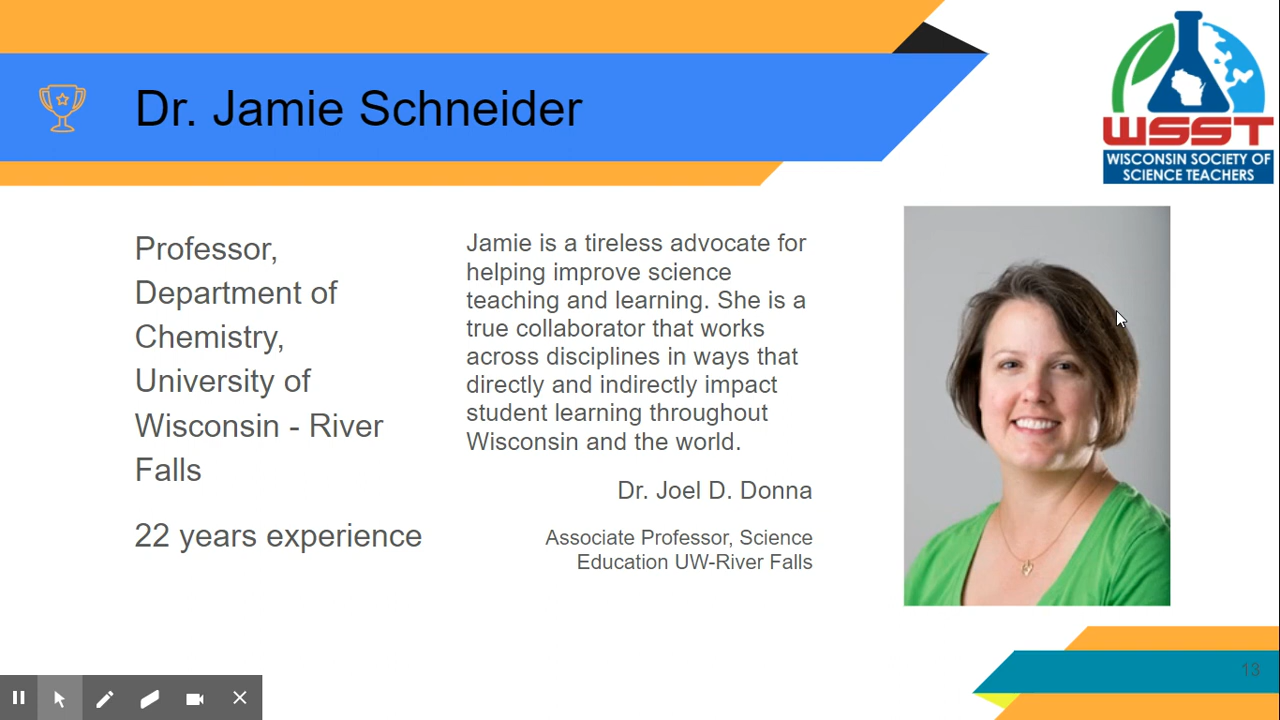 Dr. Jamie Schneider
WSST
WISCONSIN SOCIETY OF
SCIENCE TEACHERS
Professor,
Department of
Chemistry,
University of
Wisconsin - River
Falls
22 years experience
Jamie is a tireless advocate for
helping improve science
teaching and learning. She is a
true collaborator that works
across disciplines in ways that
directly and indirectly impact
student learning throughout
Wisconsin and the world.
Dr. Joel D. Donna
Associate Professor, Science
Education UW-River Falls
13